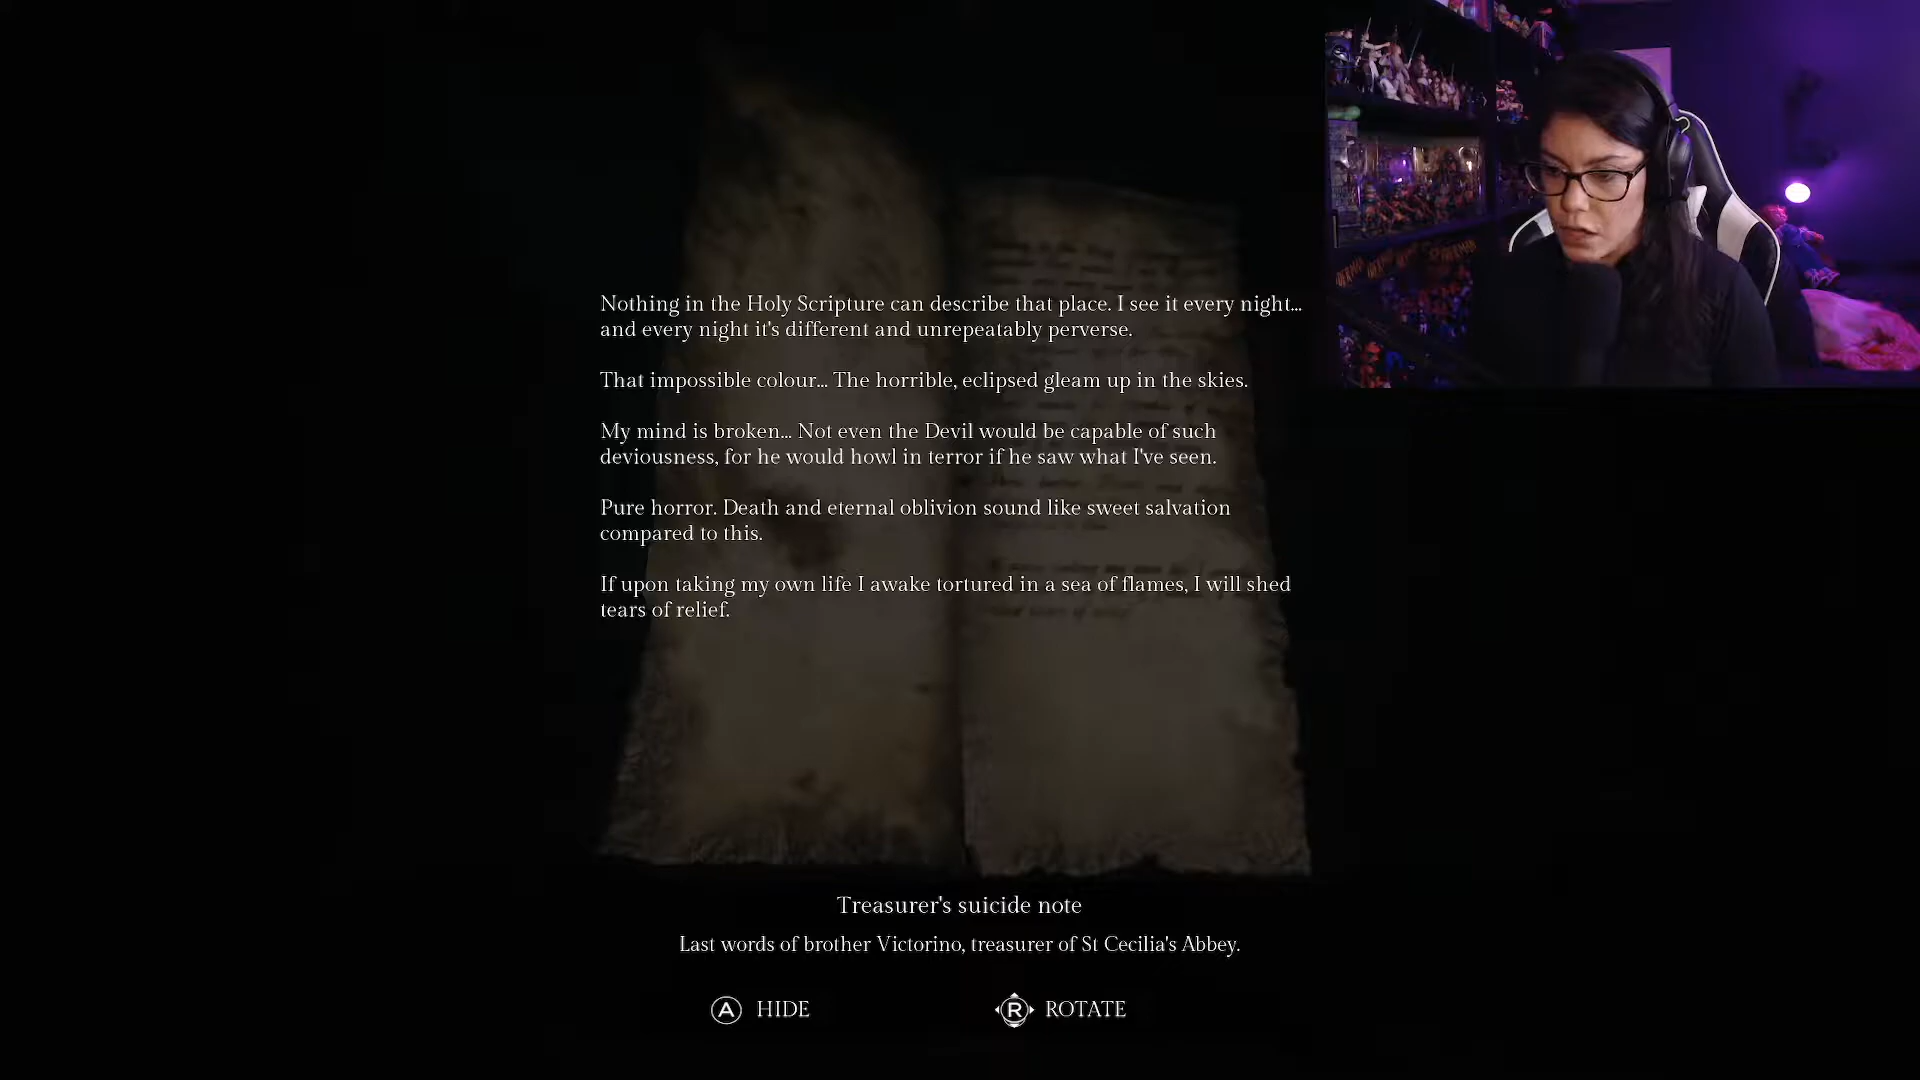 Nothing in the Holy Scripture can describe that place. I see it every night...
and every night it's different and unrepeatably perverse.
That impossible colour... The horrible, eclipsed gleam up in the skies.
My mind is broken... Not even the Devil would be capable of such
deviousness, for he would howl in terror if he saw what I've seen.
Pure horror. Death and eternal oblivion sound like sweet salvation
compared to this.
If upon taking my own life I awake tortured in a sea of flames, I will shed
tears of relief.
Treasurer's suicide note
Last words of brother Victorino, treasurer of St Cecilia's Abbey.
A HIDE
R ROTATE